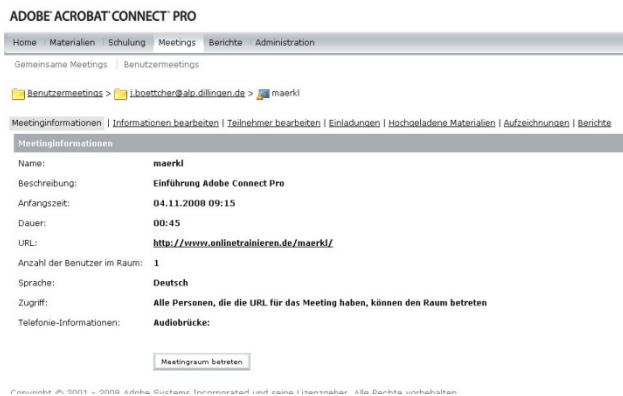 ADOBE® ACROBAT® CONNECT™ PRO
Home Materialien Schulung Meetings Berichte Administration
Gemeinsame Meetings | Benutzermeetings
Benutzermeetings > i.boettcher@alp.dillingen.de > maerkl
Meetinginformationen | Informationen bearbeiten | Teilnehmer bearbeiten | Einladungen | Hochgeladene Materialien | Aufzeichnungen | Berichte
Meetinginformationen
Name: maerkl
Beschreibung: Einführung Adobe Connect Pro
Anfangszeit: 04.11.2008 09:15
Dauer: 00:45
URL: http://www.onlinetrainieren.de/maerkl/
Anzahl der Benutzer im Raum: 1
Sprache: Deutsch
Zugriff: Alle Personen, die die URL für das Meeting haben, können den Raum betreten
Telefonie-Informationen: Audiobrücke:
Meetingraum betreten
Copyright © 2001 - 2008 Adobe Systems Incorporated und seine Lizenzgeber. Alle Rechte vorbehalten.